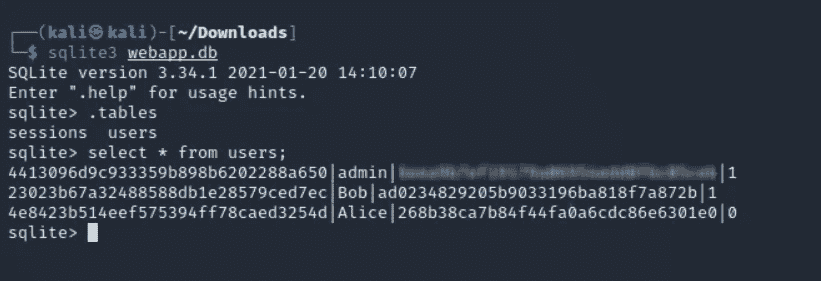 ┌──(kali㉿kali)-[~/Downloads]
└─$ sqlite3 webapp.db
SQLite version 3.34.1 2021-01-20 14:10:07
Enter ".help" for usage hints.
sqlite> .tables
sessions  users
sqlite> select * from users;
4413096d9c933359b898b6202288a650|admin||1
23023b67a32488588db1e28579ced7ec|Bob|ad0234829205b9033196ba818f7a872b|1
4e8423b514eef575394ff78caed3254d|Alice|268b38ca7b84f44fa0a6cdc86e6301e0|0
sqlite>